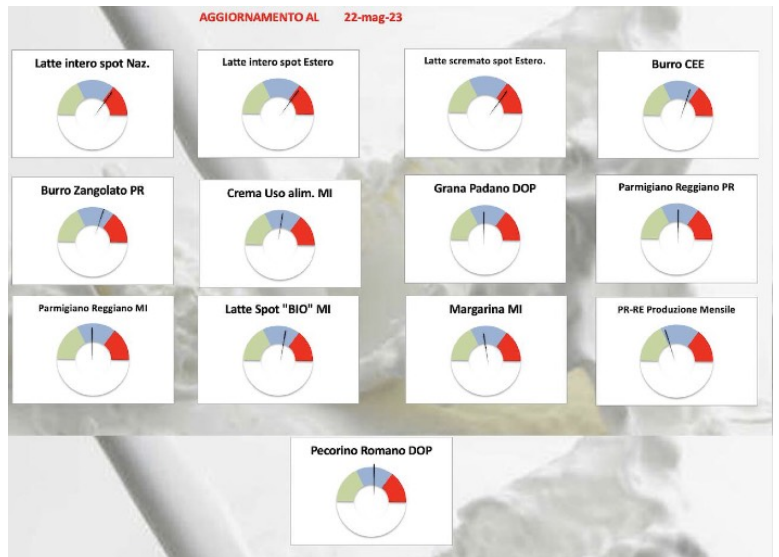 AGGIORNAMENTO AL 22-mag-23
Latte intero spot Naz.
Latte intero spot Estero
Latte scremato spot Estero.
Burro CEE
Burro Zangolato PR
Crema Uso alim. MI
Grana Padano DOP
Parmigiano Reggiano PR
Parmigiano Reggiano MI
Latte Spot "BIO" MI
Margarina MI
PR-RE Produzione Mensile
Pecorino Romano DOP